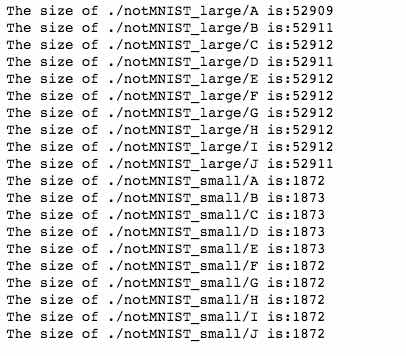 The size of ./notMNIST_large/A is:52909
The size of ./notMNIST_large/B is:52911
The size of ./notMNIST_large/C is:52912
The size of ./notMNIST_large/D is:52911
The size of ./notMNIST_large/E is:52912
The size of ./notMNIST_large/F is:52912
The size of ./notMNIST_large/G is:52912
The size of ./notMNIST_large/H is:52912
The size of ./notMNIST_large/I is:52912
The size of ./notMNIST_large/J is:52911
The size of ./notMNIST_small/A is:1872
The size of ./notMNIST_small/B is:1873
The size of ./notMNIST_small/C is:1873
The size of ./notMNIST_small/D is:1873
The size of ./notMNIST_small/E is:1873
The size of ./notMNIST_small/F is:1872
The size of ./notMNIST_small/G is:1872
The size of ./notMNIST_small/H is:1872
The size of ./notMNIST_small/I is:1872
The size of ./notMNIST_small/J is:1872